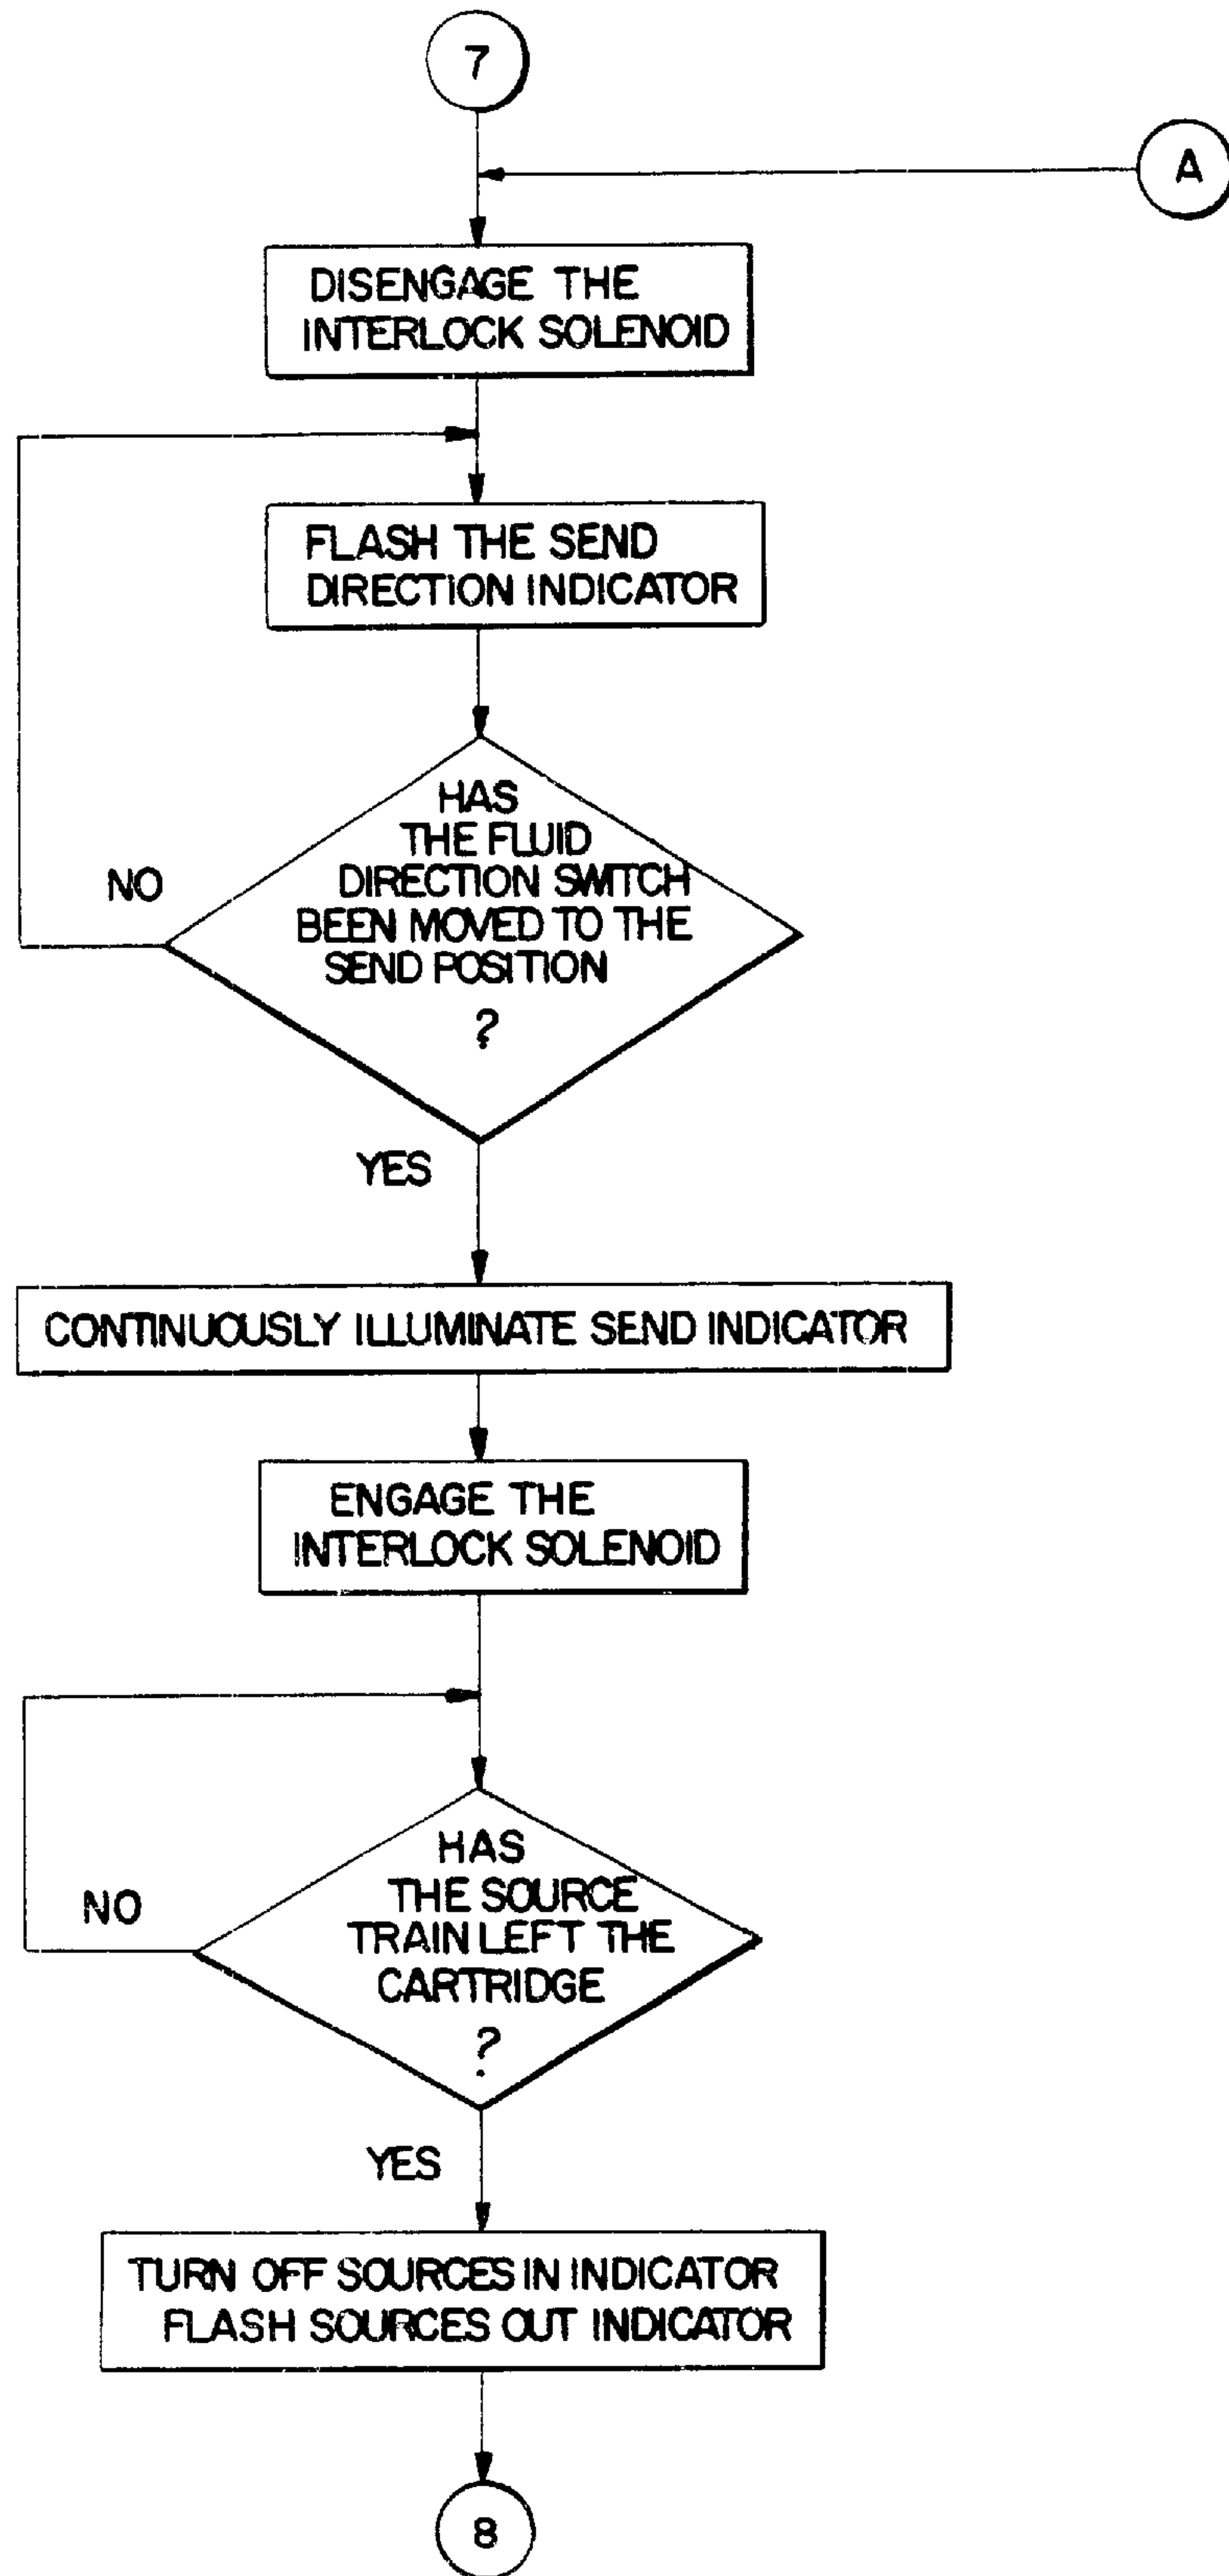 7
A
DISENGAGE THE
INTERLOCK SOLENOID
FLASH THE SEND
DIRECTION INDICATOR
HAS
THE FLUID
DIRECTION SWITCH
BEEN MOVED TO THE
SEND POSITION
?
NO
YES
CONTINUOUSLY ILLUMINATE SEND INDICATOR
ENGAGE THE
INTERLOCK SOLENOID
HAS
THE SOURCE
TRAIN LEFT THE
CARTRIDGE
?
NO
YES
TURN OFF SOURCES IN INDICATOR
FLASH SOURCES OUT INDICATOR
8